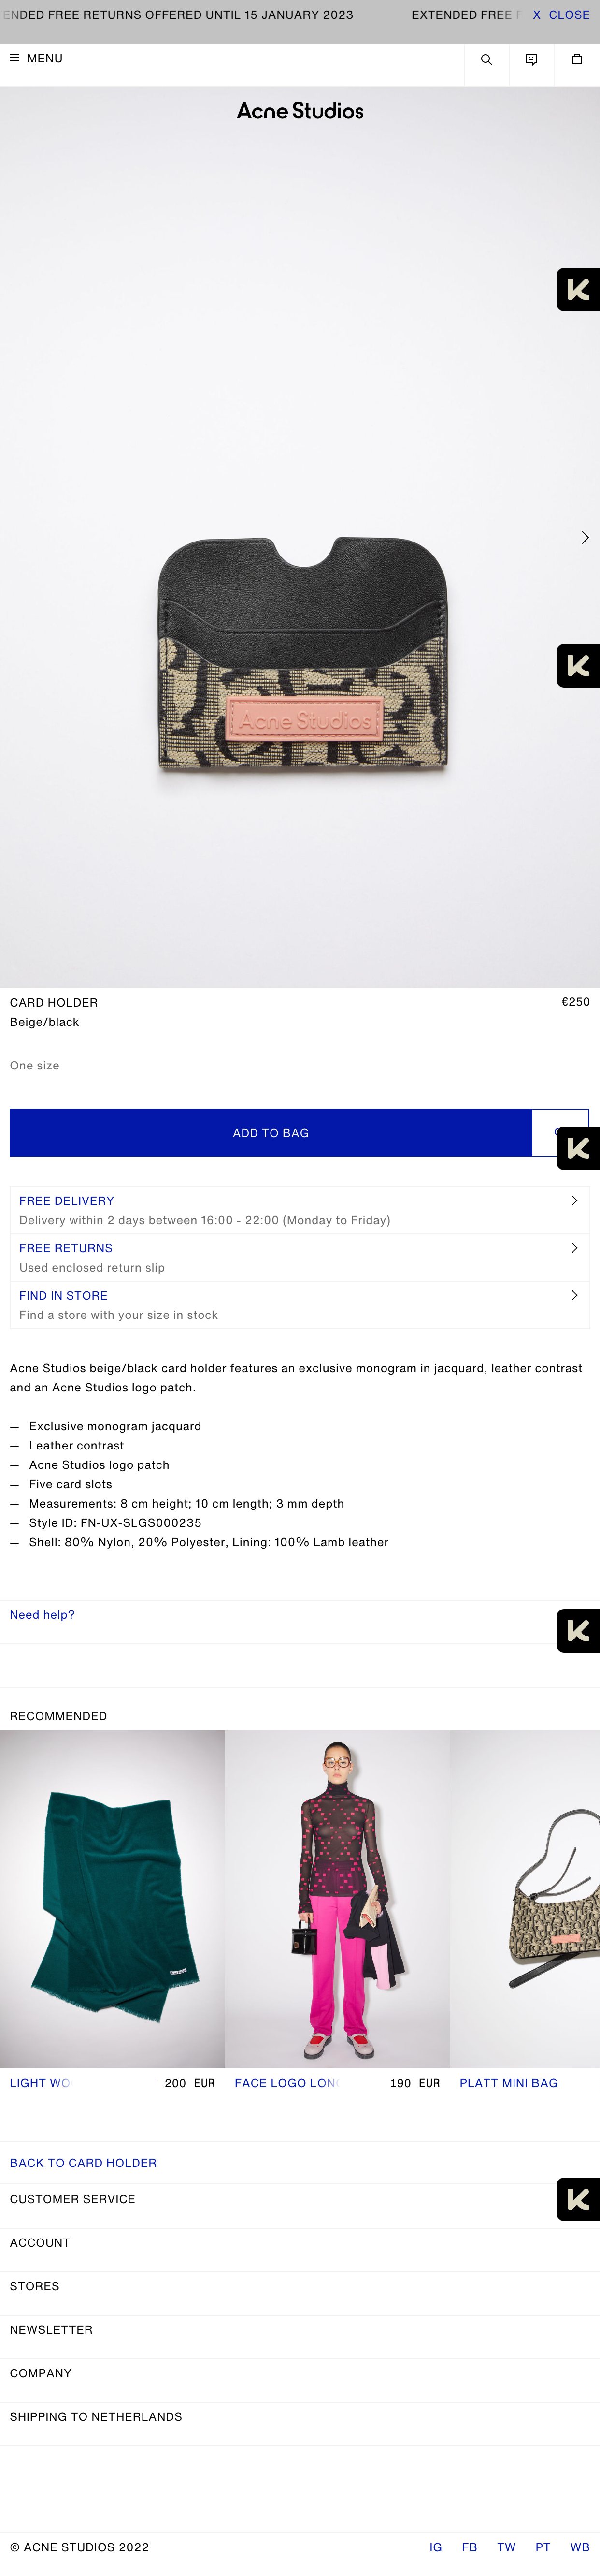 ENDED FREE RETURNS OFFERED UNTIL 15 JANUARY 2023 EXTENDED FREE X CLOSE
MENU
Acne Studios
K
Acne Studios
K
CARD HOLDER €250
Beige/black
One size
ADD TO BAG
K
FREE DELIVERY
Delivery within 2 days between 16:00 - 22:00 (Monday to Friday)
FREE RETURNS
Used enclosed return slip
FIND IN STORE
Find a store with your size in stock
Acne Studios beige/black card holder features an exclusive monogram in jacquard, leather contrast
and an Acne Studios logo patch.
— Exclusive monogram jacquard
— Leather contrast
— Acne Studios logo patch
— Five card slots
— Measurements: 8 cm height; 10 cm length; 3 mm depth
— Style ID: FN-UX-SLGS000235
— Shell: 80% Nylon, 20% Polyester, Lining: 100% Lamb leather
Need help?
K
RECOMMENDED
LIGHT WO 200 EUR FACE LOGO LON 190 EUR PLATT MINI BAG
BACK TO CARD HOLDER
K
CUSTOMER SERVICE
ACCOUNT
STORES
NEWSLETTER
COMPANY
SHIPPING TO NETHERLANDS
© ACNE STUDIOS 2022 IG FB TW PT WB